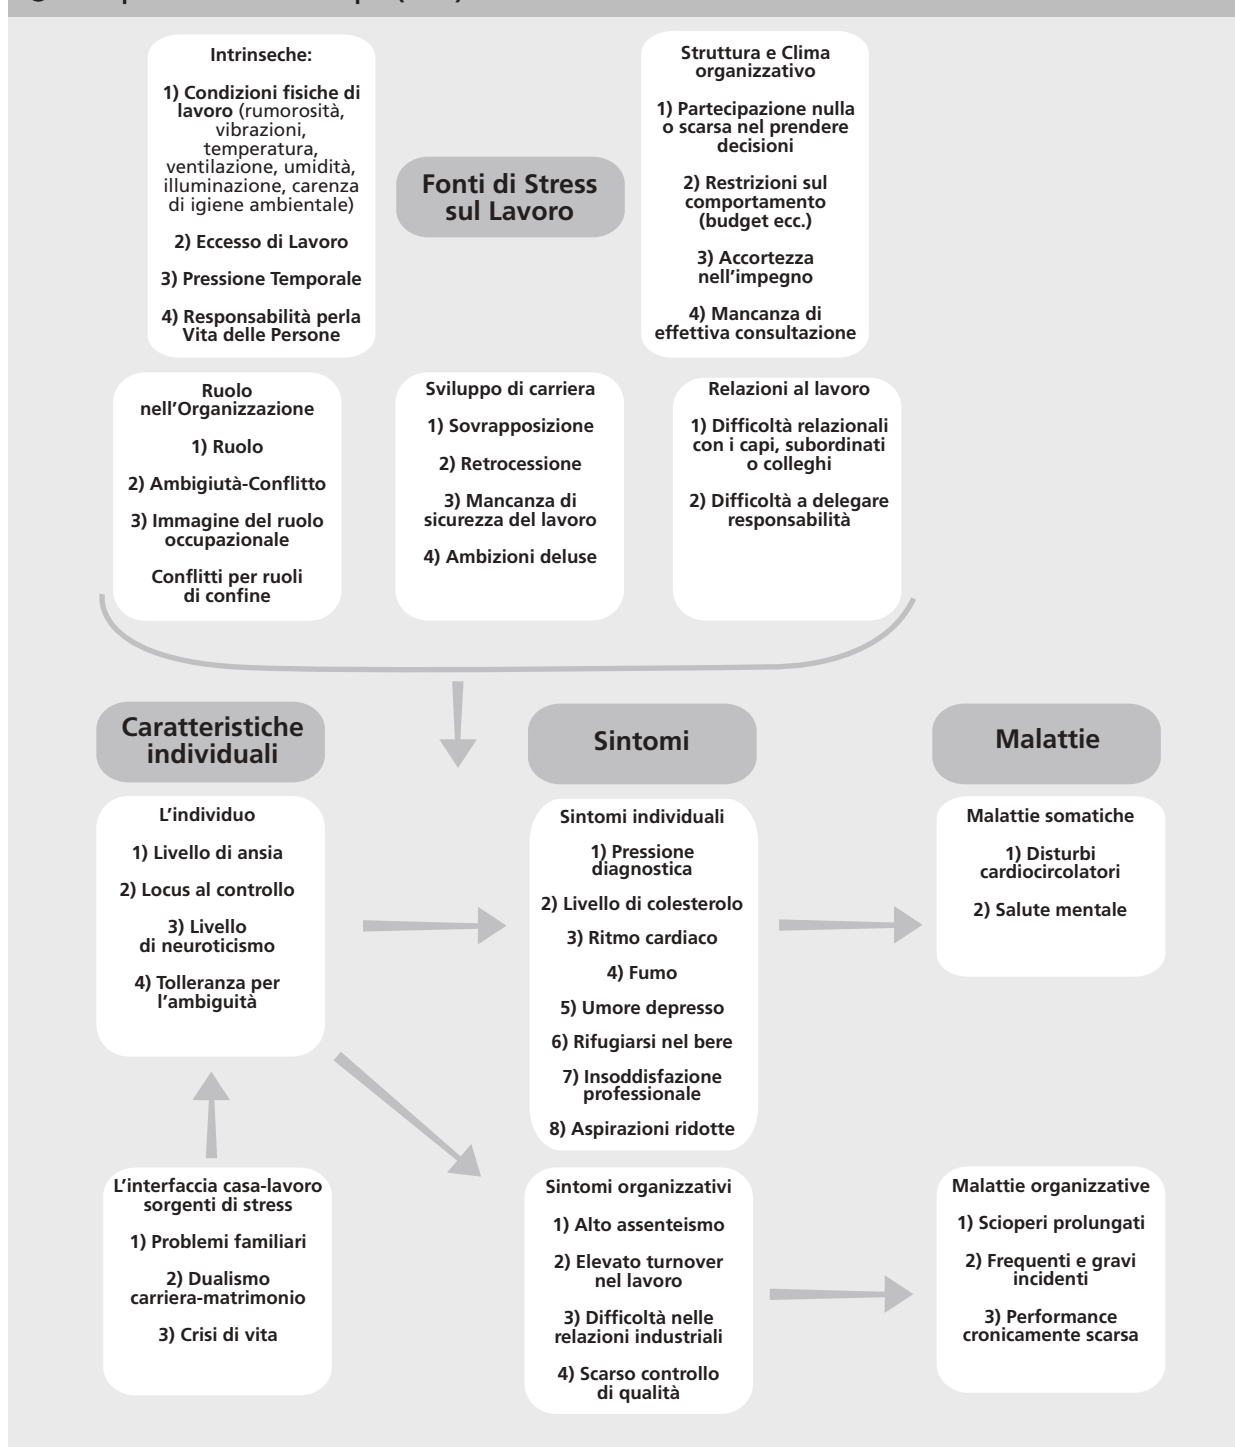 Intrinseche:
1) Condizioni fisiche di
lavoro (rumorosità,
vibrazioni,
temperatura,
ventilazione, umidità,
illuminazione, carenza
di igiene ambientale)
2) Eccesso di Lavoro
3) Pressione Temporale
4) Responsabilità perla
Vita delle Persone
Fonti di Stress
sul Lavoro
Struttura e Clima
organizzativo
1) Partecipazione nulla
o scarsa nel prendere
decisioni
2) Restrizioni sul
comportamento
(budget ecc.)
3) Accortezza
nell'impegno
4) Mancanza di
effettiva consultazione
Ruolo
nell'Organizzazione
1) Ruolo
2) Ambigiutà-Conflitto
3) Immagine del ruolo
occupazionale
Conflitti per ruoli
di confine
Sviluppo di carriera
1) Sovrapposizione
2) Retrocessione
3) Mancanza di
sicurezza del lavoro
4) Ambizioni deluse
Relazioni al lavoro
1) Difficoltà relazionali
con i capi, subordinati
o colleghi
2) Difficoltà a delegare
responsabilità
Caratteristiche
individuali
L'individuo
1) Livello di ansia
2) Locus al controllo
3) Livello
di neuroticismo
4) Tolleranza per
l'ambiguità
L'interfaccia casa-lavoro
sorgenti di stress
1) Problemi familiari
2) Dualismo
carriera-matrimonio
3) Crisi di vita
Sintomi
Sintomi individuali
1) Pressione
diagnostica
2) Livello di colesterolo
3) Ritmo cardiaco
4) Fumo
5) Umore depresso
6) Rifugiarsi nel bere
7) Insoddisfazione
professionale
8) Aspirazioni ridotte
Sintomi organizzativi
1) Alto assenteismo
2) Elevato turnover
nel lavoro
3) Difficoltà nelle
relazioni industriali
4) Scarso controllo
di qualità
Malattie
Malattie somatiche
1) Disturbi
cardiocircolatori
2) Salute mentale
Malattie organizzative
1) Scioperi prolungati
2) Frequenti e gravi
incidenti
3) Performance
cronicamente scarsa